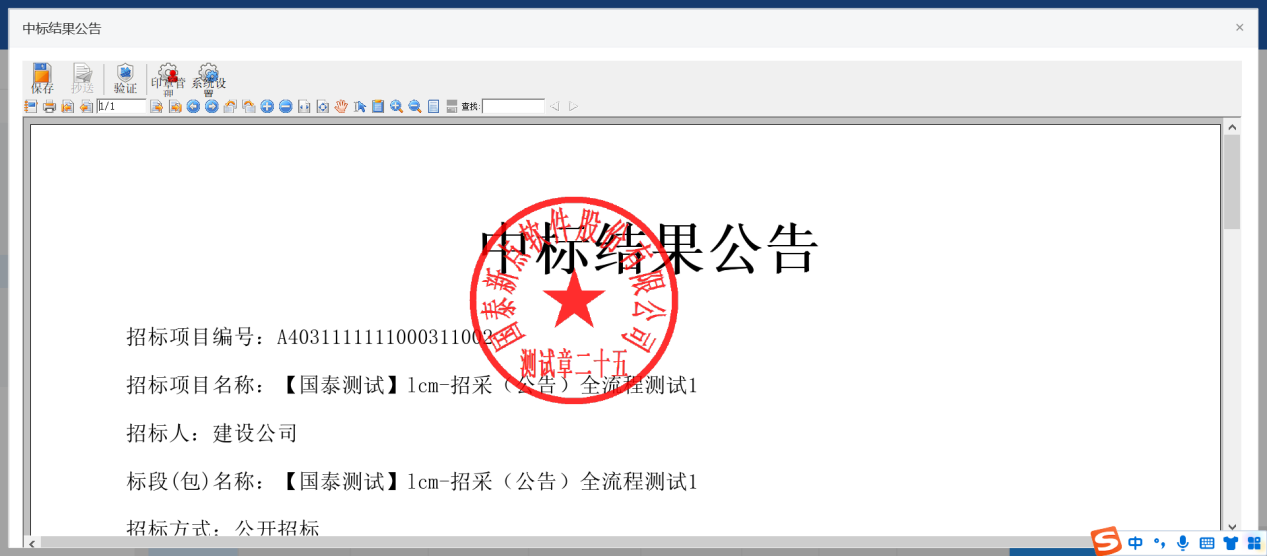 中标结果公告
×
保存
抄送
验证
印章管理
系统设置
1/1
查找:
中标结果公告
国泰新点软件股份有限公司
测试章二十五
招标项目编号：A4031111111000311002
招标项目名称：【国泰测试】lcm-招采（公告）全流程测试1
招标人：建设公司
标段(包)名称：【国泰测试】lcm-招采（公告）全流程测试1
招标方式：公开招标
中